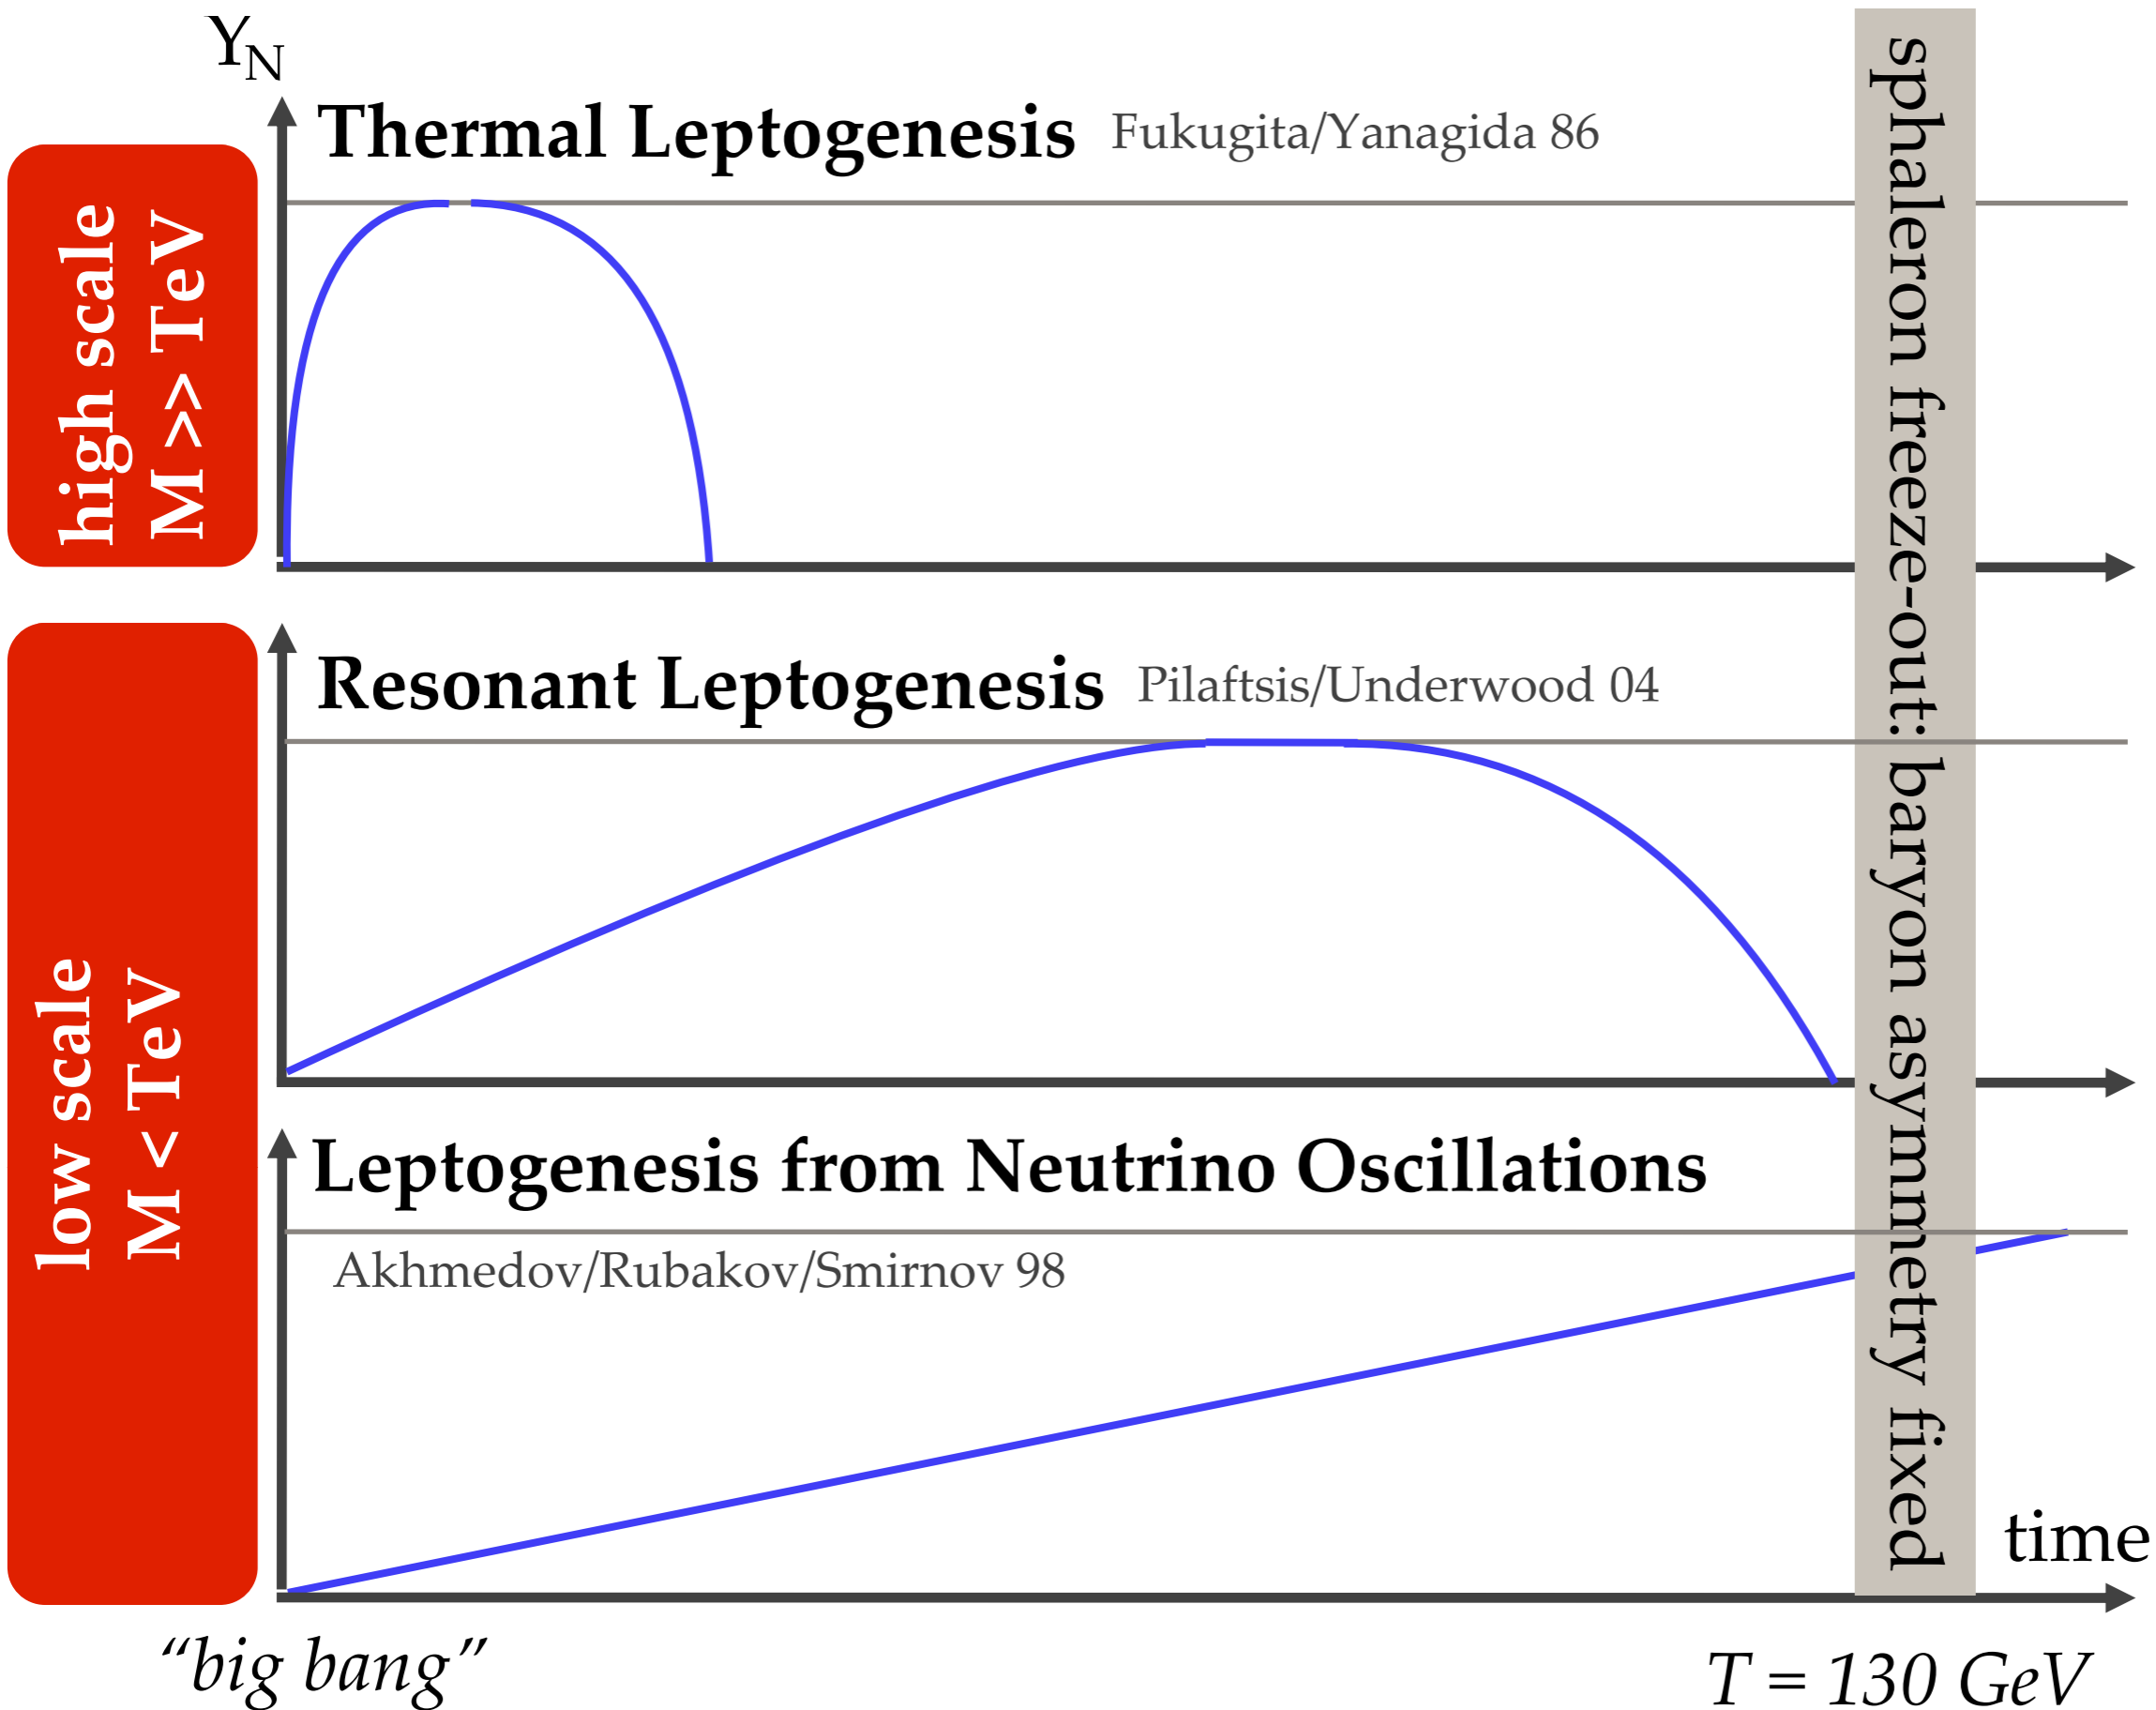 Y_N
Thermal Leptogenesis Fukugita/Yanagida 86
high scale
M >> TeV
Resonant Leptogenesis Pilaftsis/Underwood 04
low scale
M < TeV
Leptogenesis from Neutrino Oscillations
Akhmedov/Rubakov/Smirnov 98
sphaleron freeze-out: baryon asymmetry fixed
time
“big bang”
T = 130 GeV